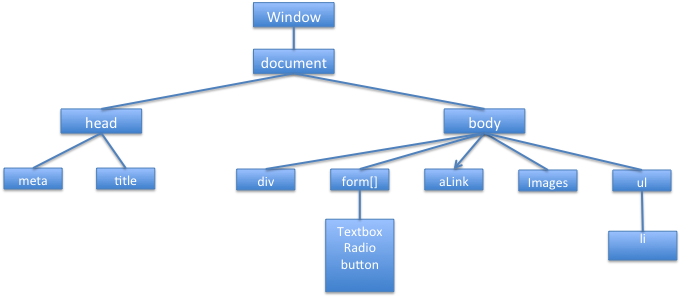 Window
document
head
body
meta
title
div
form[]
aLink
Images
ul
Textbox
Radio
button
li